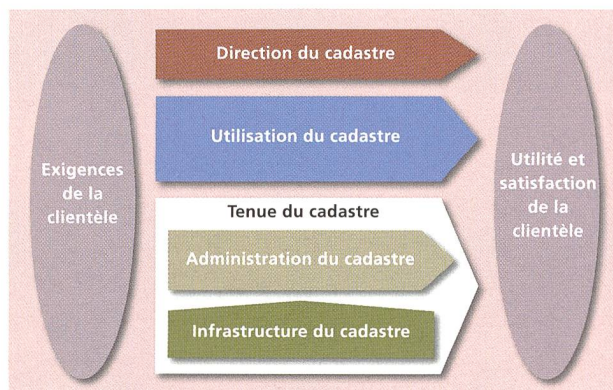 Direction du cadastre
Utilisation du cadastre
Exigences
de la
clientèle
Utilité et
satisfaction
de la
clientèle
Tenue du cadastre
Administration du cadastre
Infrastructure du cadastre